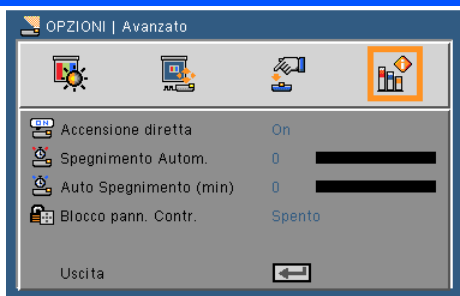 OPZIONI | Avanzato
Accensione diretta On
Spegnimento Autom. 0
Auto Spegnimento (min) 0
Blocco pann. Contr. Spento
Uscita